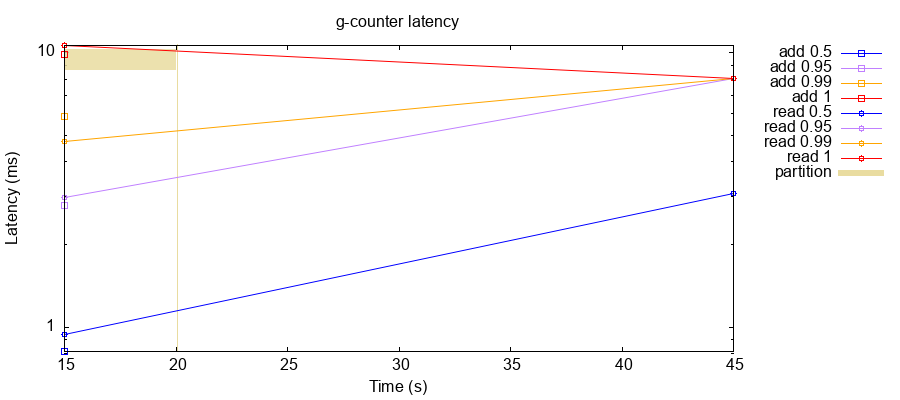 g-counter latency
10
1
Latency (ms)
15 20 25 30 35 40 45
Time (s)
add 0.5
add 0.95
add 0.99
add 1
read 0.5
read 0.95
read 0.99
read 1
partition